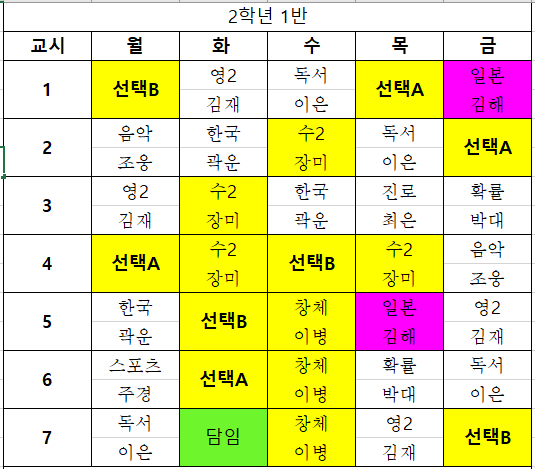 2학년 1반
교시 월 화 수 목 금
1 선택B 영2 독서 선택A 일본
김재 이은 김해
2 음악 한국 수2 독서 선택A
조웅 곽운 장미 이은
3 영2 수2 한국 진로 확률
김재 장미 곽운 최은 박대
4 선택A 수2 선택B 수2 음악
장미 장미 조웅
5 한국 선택B 창체 일본 영2
곽운 이병 김해 김재
6 스포츠 선택A 창체 확률 독서
주경 이병 박대 이은
7 독서 담임 창체 영2 선택B
이은 이병 김재